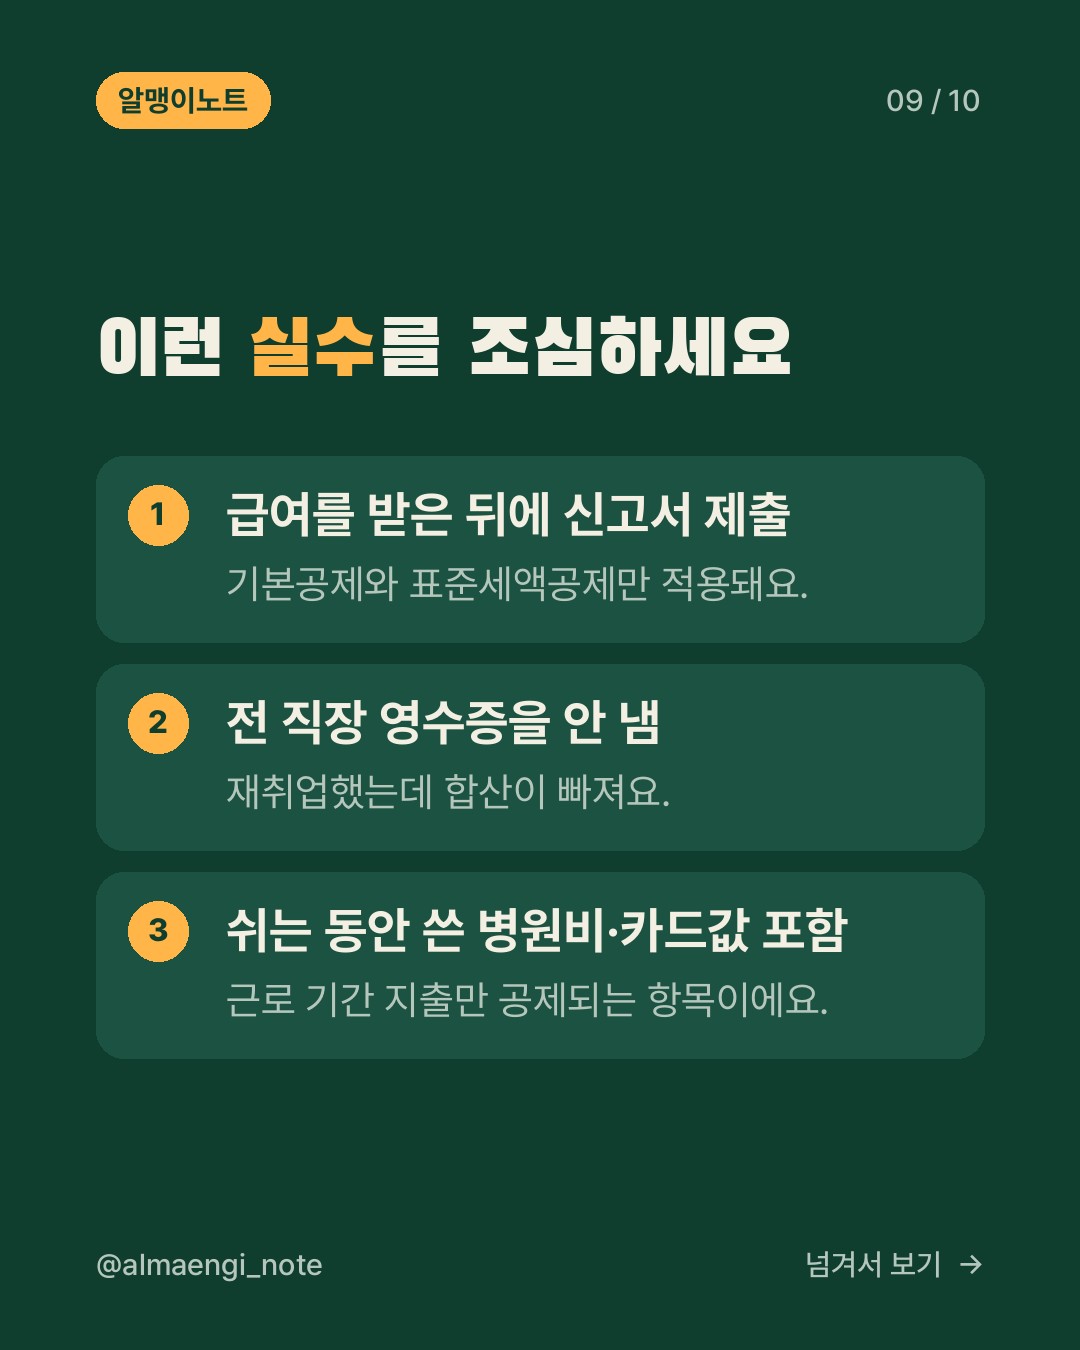 알맹이노트
09 / 10
이런 실수를 조심하세요
1 급여를 받은 뒤에 신고서 제출
기본공제와 표준세액공제만 적용돼요.
2 전 직장 영수증을 안 냄
재취업했는데 합산이 빠져요.
3 쉬는 동안 쓴 병원비·카드값 포함
근로 기간 지출만 공제되는 항목이에요.
@almaengi_note
넘겨서 보기 →